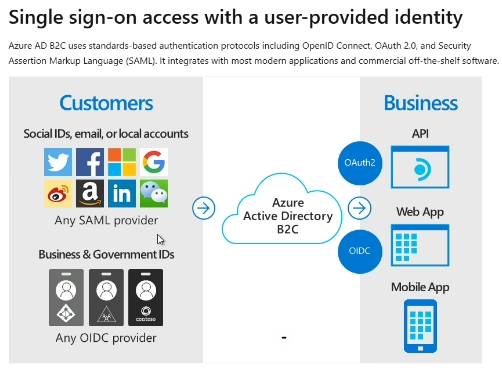 Single sign-on access with a user-provided identity
Azure AD B2C uses standards-based authentication protocols including OpenID Connect, OAuth 2.0, and Security
Assertion Markup Language (SAML). It integrates with most modern applications and commercial off-the-shelf software.
Customers
Social IDs, email, or local accounts
Any SAML provider
Business & Government IDs
contoso
Any OIDC provider
Azure
Active Directory
B2C
-
Business
API
OAuth2
Web App
OIDC
Mobile App